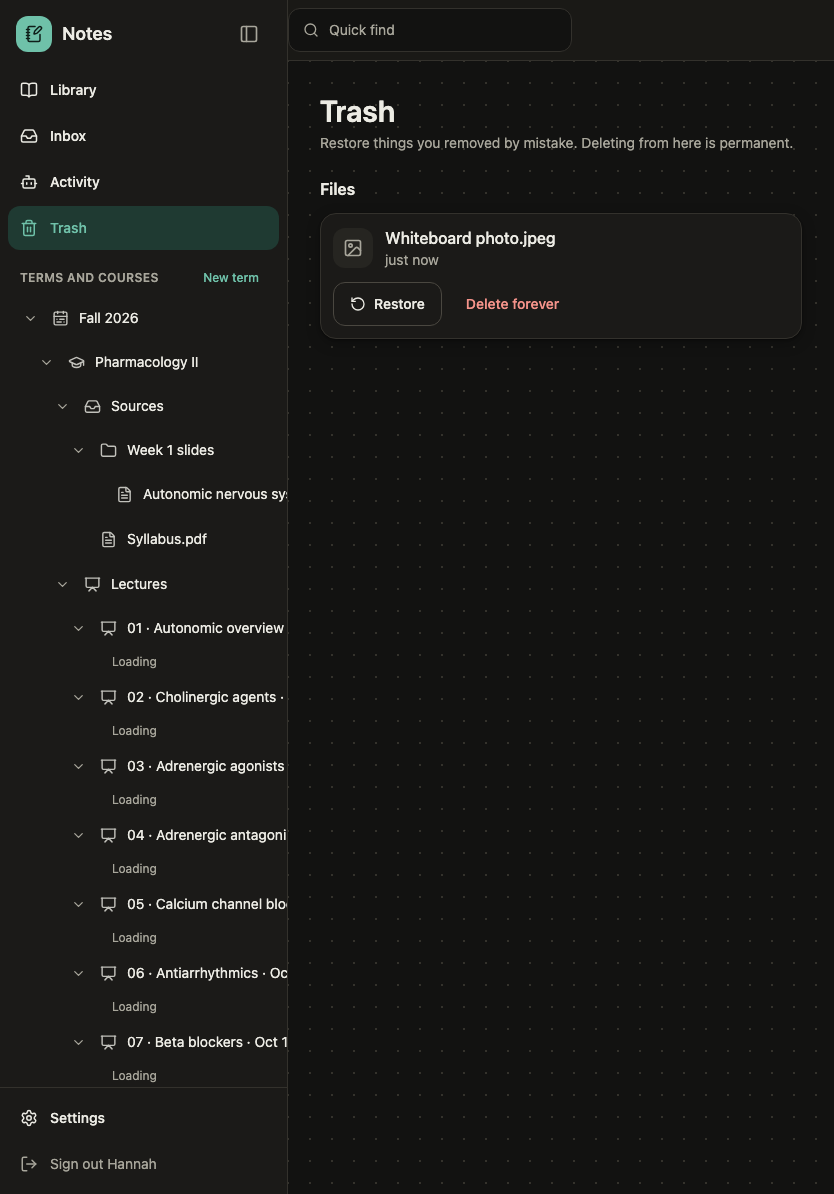 Notes
Quick find
Library
Inbox
Activity
Trash
TERMS AND COURSES New term
Fall 2026
Pharmacology II
Sources
Week 1 slides
Autonomic nervous sy
Syllabus.pdf
Lectures
01 · Autonomic overview
Loading
02 · Cholinergic agents ·
Loading
03 · Adrenergic agonists
Loading
04 · Adrenergic antagoni
Loading
05 · Calcium channel blo
Loading
06 · Antiarrhythmics · Oc
Loading
07 · Beta blockers · Oct 1
Loading
Settings
Sign out Hannah
Trash
Restore things you removed by mistake. Deleting from here is permanent.
Files
Whiteboard photo.jpeg
just now
Restore Delete forever